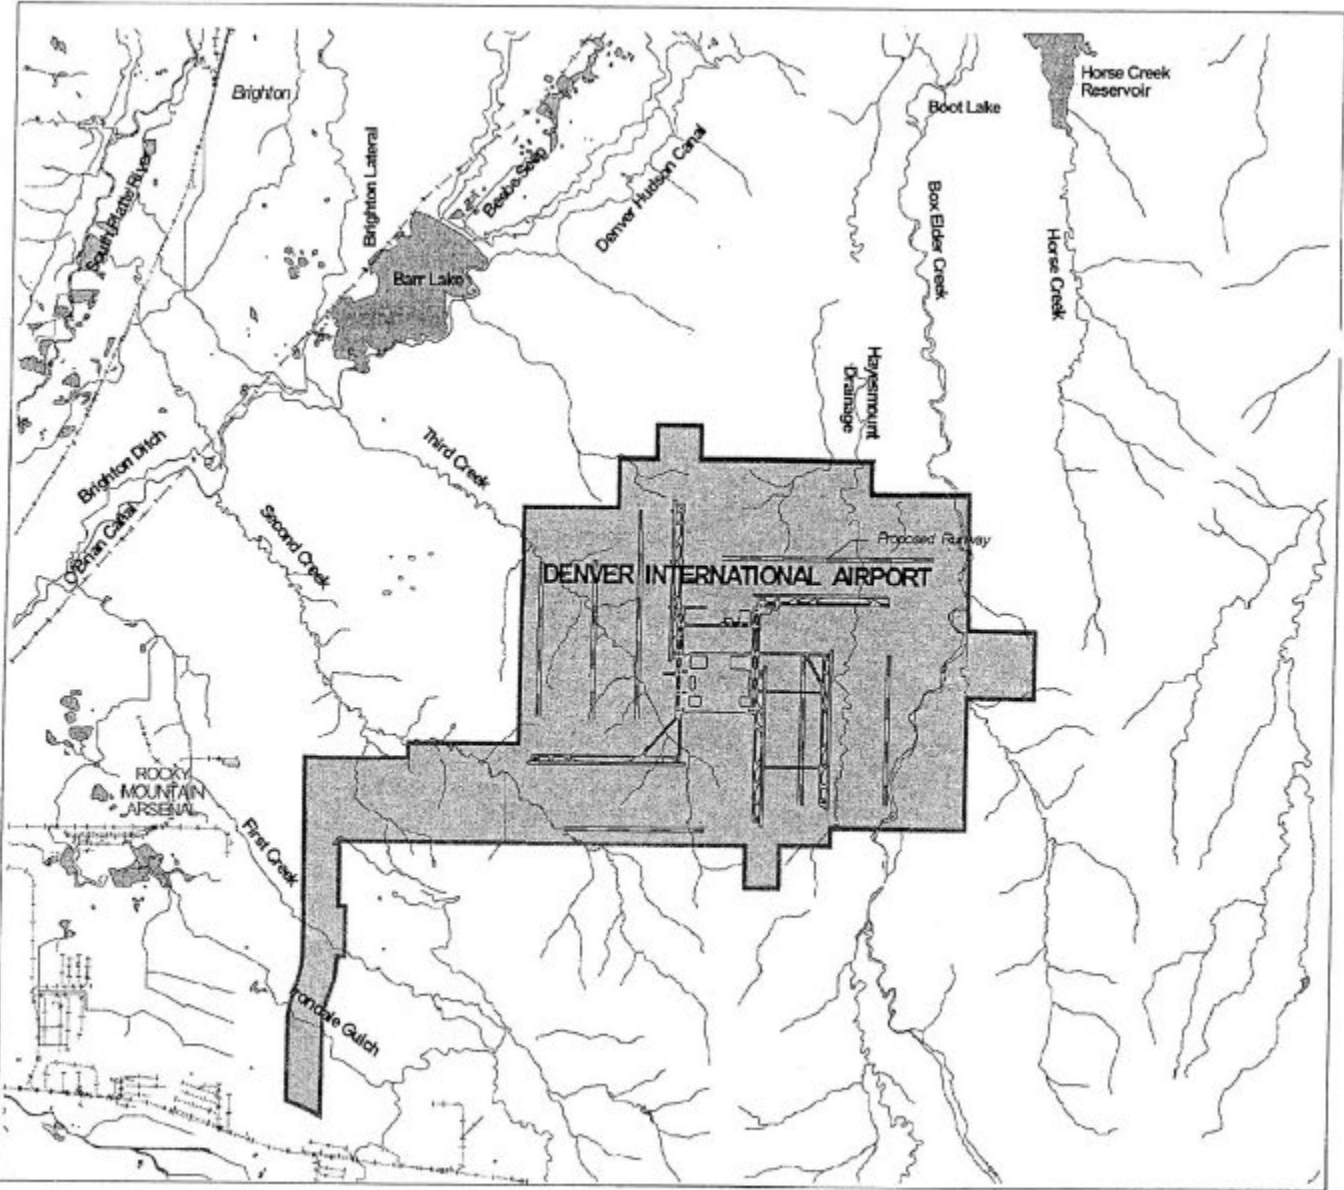 Brighton
Horse Creek
Reservoir
Boot Lake
South Platte River
Brighton Lateral
Beebe Seep
Denver Hudson Canal
Box Elder Creek
Horse Creek
Barr Lake
Hayesmount
Drainage
Third Creek
Brighton Ditch
O'Brian Canal
Second Creek
Proposed Runway
DENVER INTERNATIONAL AIRPORT
ROCKY
MOUNTAIN
ARSENAL
First Creek
Irondale Gulch